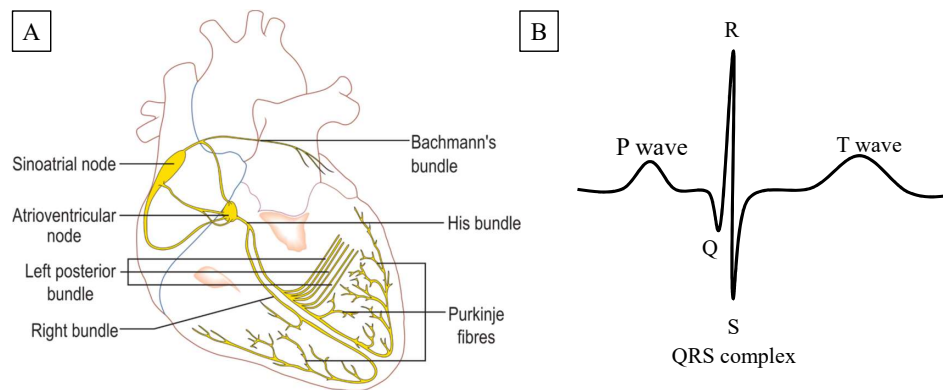 A
Sinoatrial node
Atrioventricular
node
Left posterior
bundle
Right bundle
Bachmann's
bundle
His bundle
Purkinje
fibres
B
R
P wave
T wave
Q
S
QRS complex